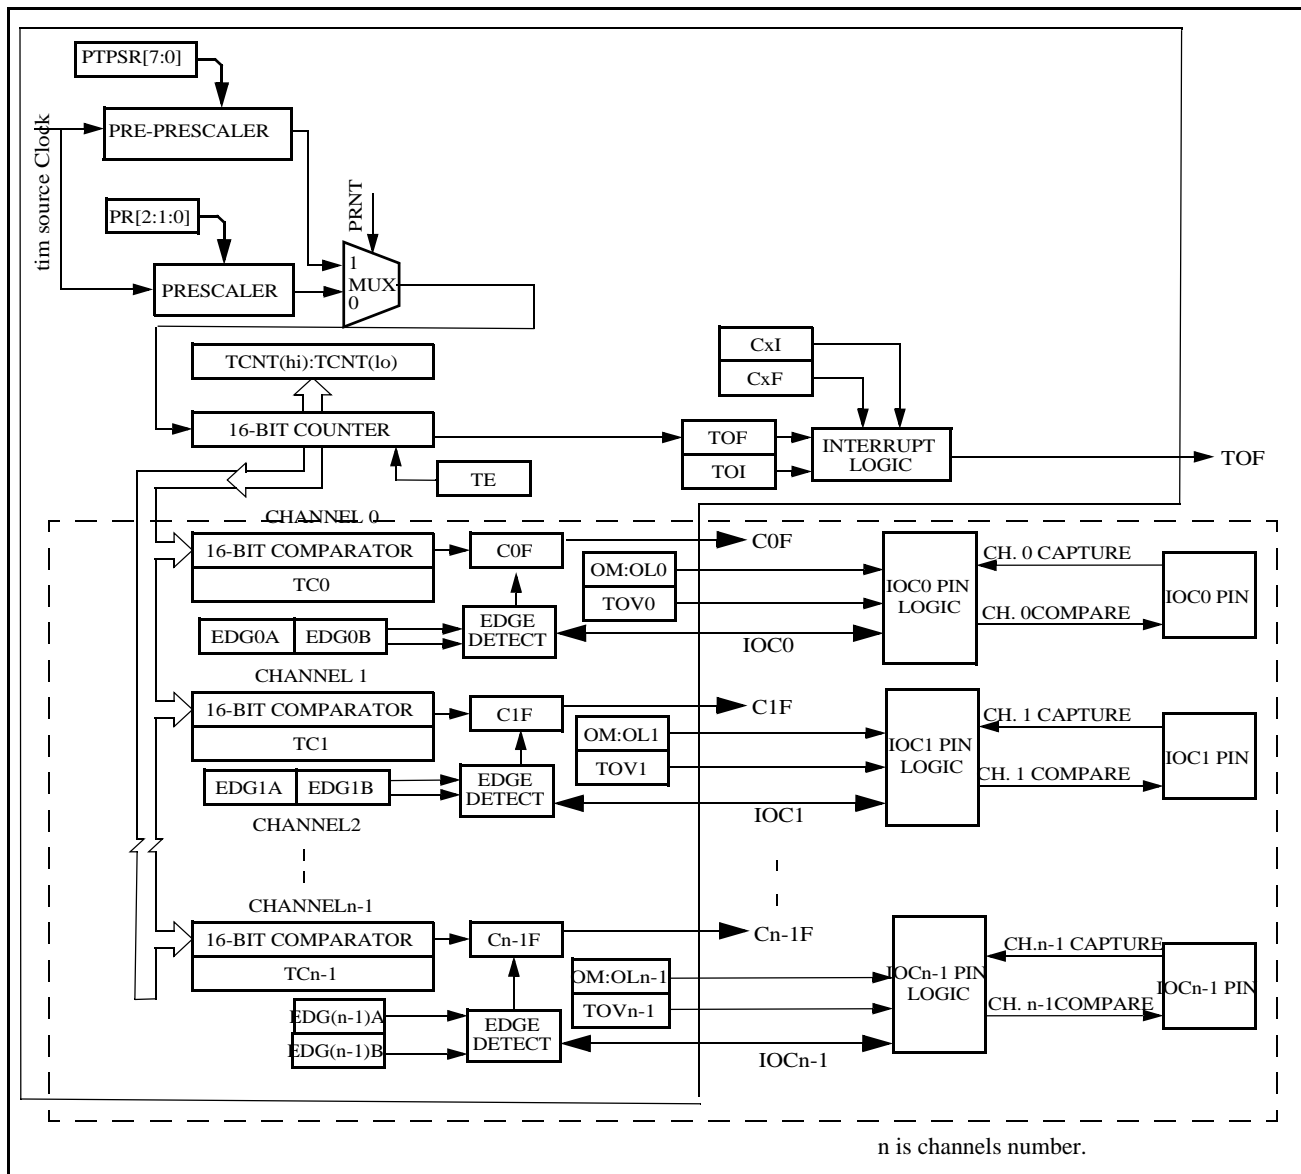 PTPSR[7:0]
tim source Clock
PRE-PRESCALER
PR[2:1:0]
PRNT
PRESCALER
1
MUX
0
TCNT(hi):TCNT(lo)
CxI
CxF
16-BIT COUNTER
TOF
TOI
INTERRUPT
LOGIC
TOF
TE
CHANNEL 0
16-BIT COMPARATOR
TC0
C0F
C0F
OM:OL0
TOV0
IOC0 PIN
LOGIC
CH. 0 CAPTURE
CH. 0COMPARE
IOC0 PIN
EDG0A
EDG0B
EDGE
DETECT
IOC0
CHANNEL 1
16-BIT COMPARATOR
TC1
C1F
C1F
OM:OL1
TOV1
IOC1 PIN
LOGIC
CH. 1 CAPTURE
CH. 1 COMPARE
IOC1 PIN
EDG1A
EDG1B
EDGE
DETECT
IOC1
CHANNEL2
CHANNELn-1
16-BIT COMPARATOR
TCn-1
Cn-1F
Cn-1F
OM:OLn-1
TOVn-1
IOCn-1 PIN
LOGIC
CH.n-1 CAPTURE
CH. n-1COMPARE
IOCn-1 PIN
EDG(n-1)A
EDG(n-1)B
EDGE
DETECT
IOCn-1
n is channels number.